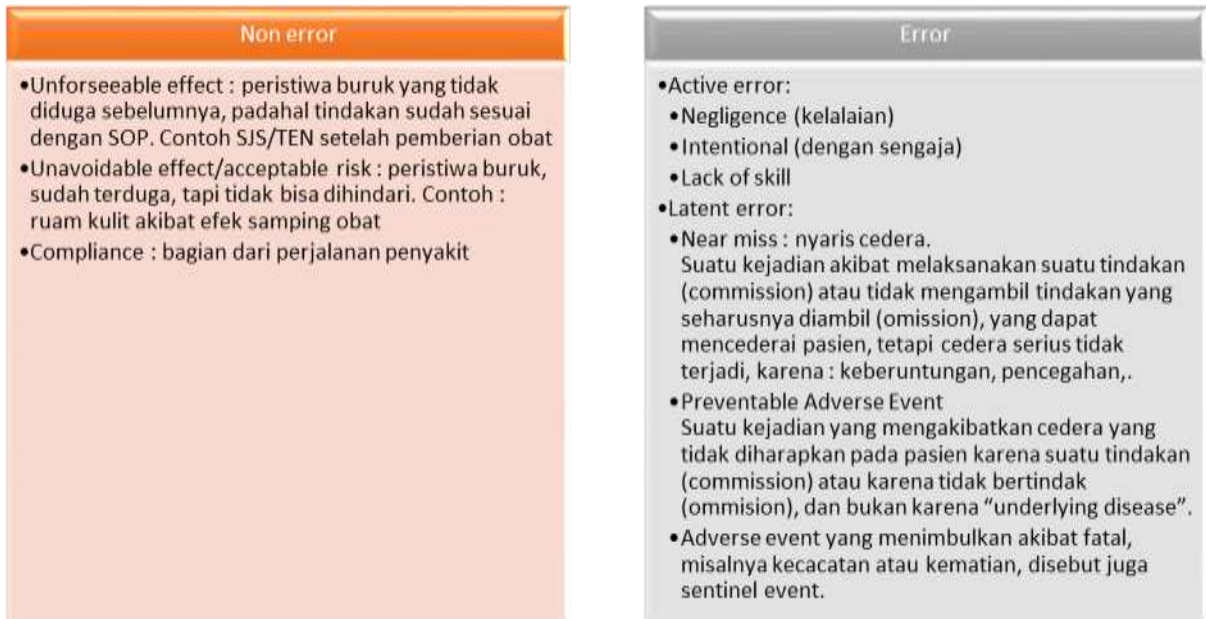 Non error
•Unforseeable effect : peristiwa buruk yang tidak
diduga sebelumnya, padahal tindakan sudah sesuai
dengan SOP. Contoh SJS/TEN setelah pemberian obat
•Unavoidable effect/acceptable risk : peristiwa buruk,
sudah terduga, tapi tidak bisa dihindari. Contoh :
ruam kulit akibat efek samping obat
•Compliance : bagian dari perjalanan penyakit
Error
•Active error:
•Negligence (kelalaian)
•Intentional (dengan sengaja)
•Lack of skill
•Latent error:
•Near miss : nyaris cedera.
Suatu kejadian akibat melaksanakan suatu tindakan
(commission) atau tidak mengambil tindakan yang
seharusnya diambil (omission), yang dapat
mencederai pasien, tetapi cedera serius tidak
terjadi, karena : keberuntungan, pencegahan,.
•Preventable Adverse Event
Suatu kejadian yang mengakibatkan cedera yang
tidak diharapkan pada pasien karena suatu tindakan
(commission) atau karena tidak bertindak
(ommision), dan bukan karena “underlying disease”.
•Adverse event yang menimbulkan akibat fatal,
misalnya kecacatan atau kematian, disebut juga
sentinel event.